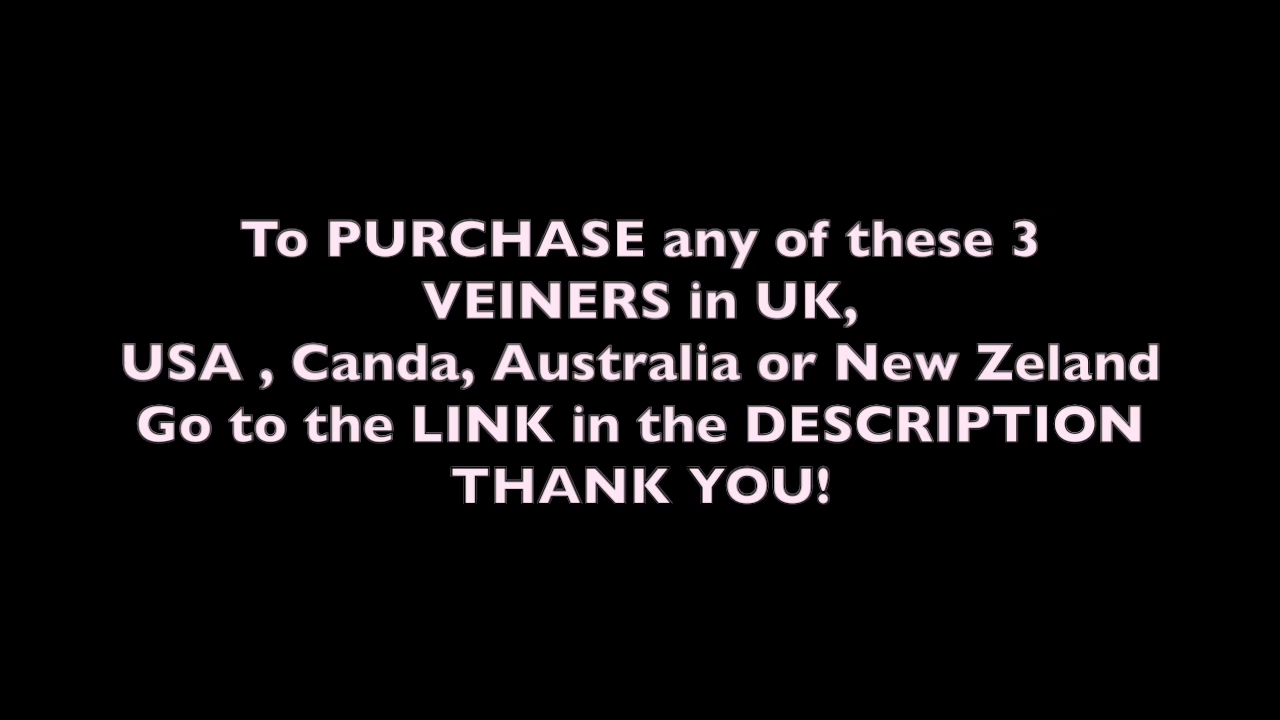 To PURCHASE any of these 3
VEINERS in UK,
USA , Canda, Australia or New Zeland
Go to the LINK in the DESCRIPTION
THANK YOU!